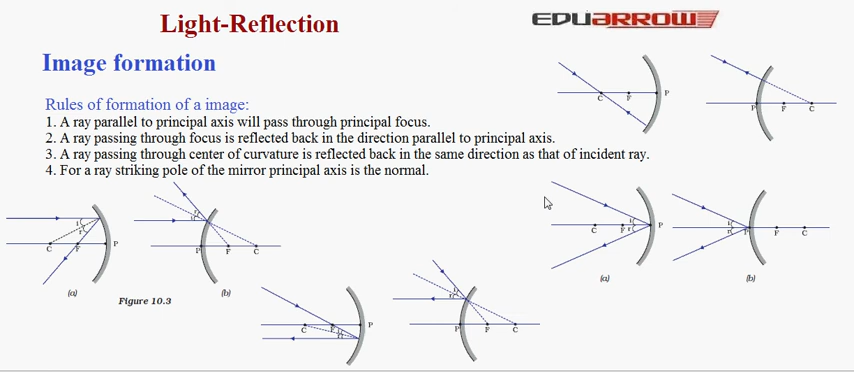 Light-Reflection
EDUARROW
Image formation
Rules of formation of a image:
1. A ray parallel to principal axis will pass through principal focus.
2. A ray passing through focus is reflected back in the direction parallel to principal axis.
3. A ray passing through center of curvature is reflected back in the same direction as that of incident ray.
4. For a ray striking pole of the mirror principal axis is the normal.
C F P
P F C
i
r
C F P
i
r
P F C
C F i r P
i
r P F C
(a)
Figure 10.3
(b)
(a)
(b)
C F i r P
i
r
P F C